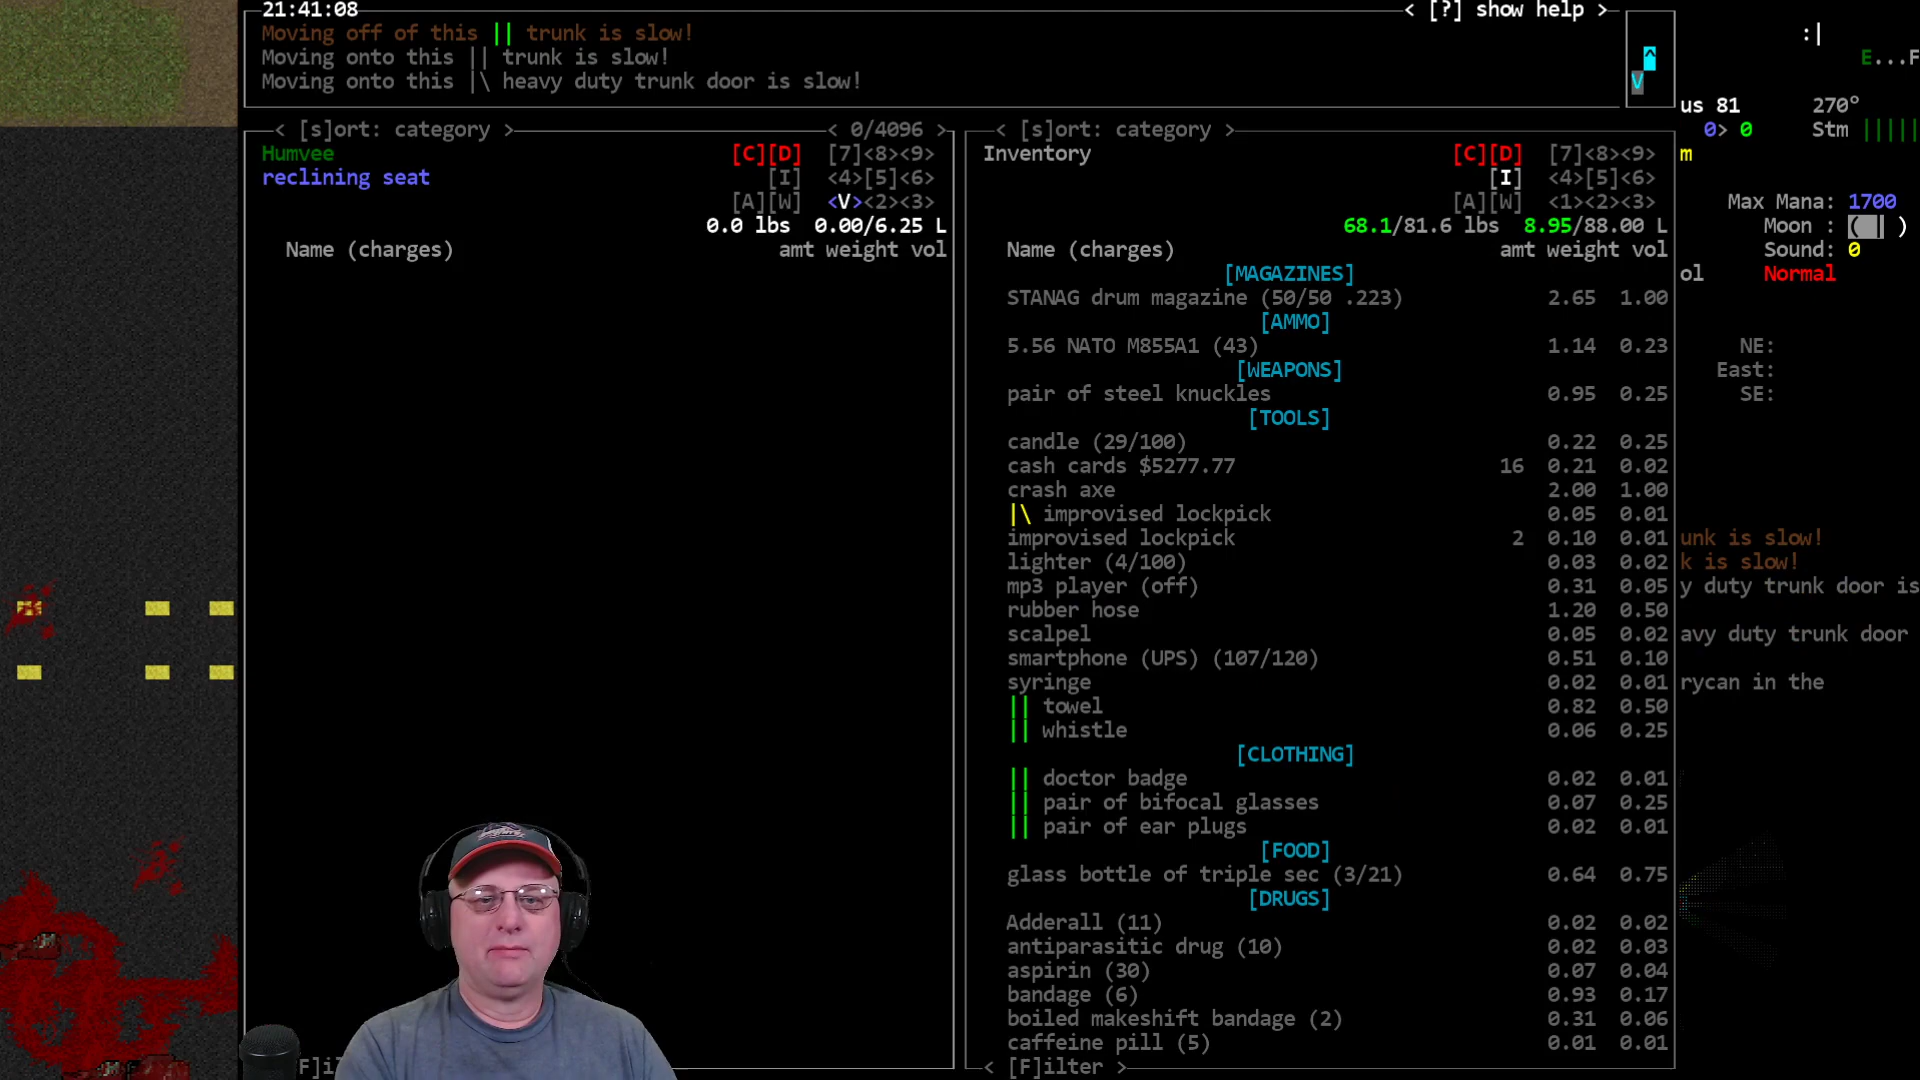 21:41:08
< [?] show help >
Moving off of this || trunk is slow!
Moving onto this || trunk is slow!
Moving onto this |\ heavy duty trunk door is slow!
^
V
:|
E...F
us 81 270°
0> 0 Stm |||||
m
Max Mana: 1700
Moon : ( | )
Sound: 0
ol Normal
NE:
East:
SE:
unk is slow!
k is slow!
y duty trunk door is
avy duty trunk door
rycan in the
< [s]ort: category > < 0/4096 >
Humvee [C][D] [7]<8><9>
reclining seat [I] <4>[5]<6>
[A][W] <V><2><3>
0.0 lbs 0.00/6.25 L
Name (charges) amt weight vol
F]i
< [s]ort: category >
Inventory [C][D] [7]<8><9>
[I] <4>[5]<6>
[A][W] <1><2><3>
68.1/81.6 lbs 8.95/88.00 L
Name (charges) amt weight vol
[MAGAZINES]
STANAG drum magazine (50/50 .223) 2.65 1.00
[AMMO]
5.56 NATO M855A1 (43) 1.14 0.23
[WEAPONS]
pair of steel knuckles 0.95 0.25
[TOOLS]
candle (29/100) 0.22 0.25
cash cards $5277.77 16 0.21 0.02
crash axe 2.00 1.00
|\ improvised lockpick 0.05 0.01
improvised lockpick 2 0.10 0.01
lighter (4/100) 0.03 0.02
mp3 player (off) 0.31 0.05
rubber hose 1.20 0.50
scalpel 0.05 0.02
smartphone (UPS) (107/120) 0.51 0.10
syringe 0.02 0.01
|| towel 0.82 0.50
|| whistle 0.06 0.25
[CLOTHING]
|| doctor badge 0.02 0.01
|| pair of bifocal glasses 0.07 0.25
|| pair of ear plugs 0.02 0.01
[FOOD]
glass bottle of triple sec (3/21) 0.64 0.75
[DRUGS]
Adderall (11) 0.02 0.02
antiparasitic drug (10) 0.02 0.03
aspirin (30) 0.07 0.04
bandage (6) 0.93 0.17
boiled makeshift bandage (2) 0.31 0.06
caffeine pill (5) 0.01 0.01
< [F]ilter >